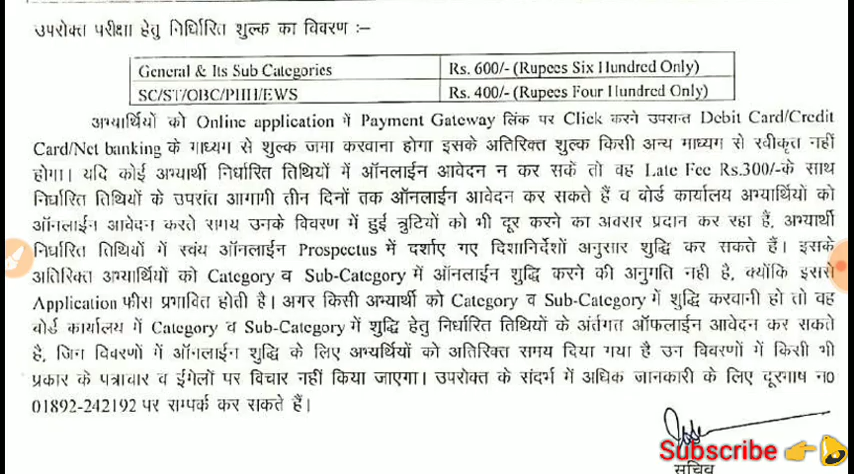 उपरोक्त परीक्षा हेतु निर्धारित शुल्क का विवरण :–
General & Its Sub Categories Rs. 600/- (Rupees Six Hundred Only)
SC/ST/OBC/PHH/EWS Rs. 400/- (Rupees Four Hundred Only)
अभ्यार्थियों को Online application में Payment Gateway लिंक पर Click करने उपरान्त Debit Card/Credit
Card/Net banking के माध्यम से शुल्क जमा करवाना होगा इसके अतिरिक्त शुल्क किसी अन्य माध्यम से स्वीकृत नहीं
होगा। यदि कोई अभ्यार्थी निर्धारित तिथियों में ऑनलाईन आवेदन न कर सके तो वह Late Fee Rs.300/-के साथ
निर्धारित तिथियों के उपरांत आगामी तीन दिनों तक ऑनलाईन आवेदन कर सकते हैं व बोर्ड कार्यालय अभ्यार्थियों को
ऑनलाईन आवेदन करते समय उनके विवरण में हुई त्रुटियों को भी दूर करने का अवसर प्रदान कर रहा है, अभ्यार्थी
निर्धारित तिथियों में स्वंय ऑनलाईन Prospectus में दर्शाए गए दिशानिर्देशों अनुसार शुद्धि कर सकते हैं। इसके
अतिरिक्त अभ्यार्थियों को Category व Sub-Category में ऑनलाईन शुद्धि करने की अनुमति नही है, क्योंकि इससे
Application फीस प्रभावित होती है। अगर किसी अभ्यार्थी को Category व Sub-Category में शुद्धि करवानी हो तो वह
बोर्ड कार्यालय में Category व Sub-Category में शुद्धि हेतु निर्धारित तिथियों के अंर्तगत ऑफलाईन आवेदन कर सकते
है, जिन विवरणों में ऑनलाईन शुद्धि के लिए अभ्यर्थियों को अतिरिक्त समय दिया गया है उन विवरणों में किसी भी
प्रकार के पत्राचार व ईमेलों पर विचार नहीं किया जाएगा। उपरोक्त के संदर्भ में अधिक जानकारी के लिए दूरभाष न0
01892-242192 पर सम्पर्क कर सकते हैं।
Subscribe
सचिव